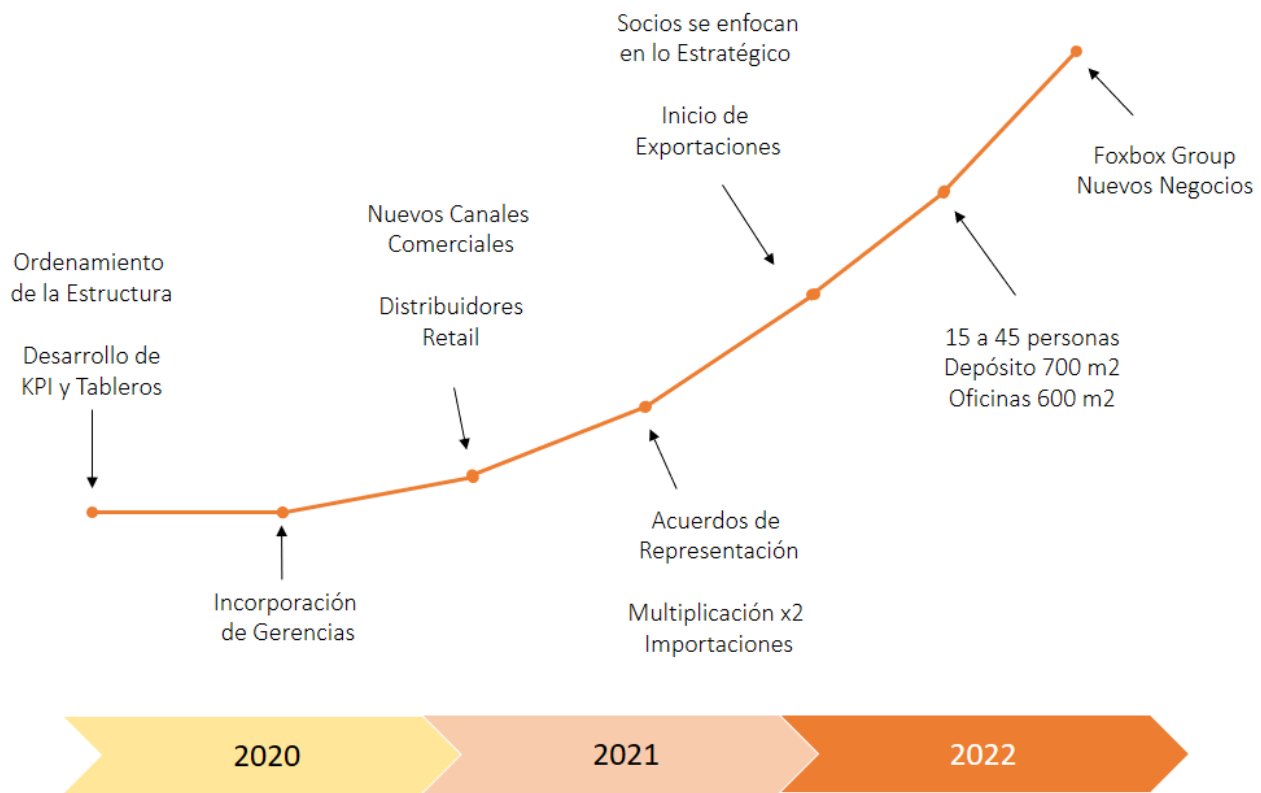 Ordenamiento
de la Estructura
Desarrollo de
KPI y Tableros
Incorporación
de Gerencias
Nuevos Canales
Comerciales
Distribuidores
Retail
Acuerdos de
Representación
Multiplicación x2
Importaciones
Socios se enfocan
en lo Estratégico
Inicio de
Exportaciones
15 a 45 personas
Depósito 700 m2
Oficinas 600 m2
Foxbox Group
Nuevos Negocios
2020
2021
2022